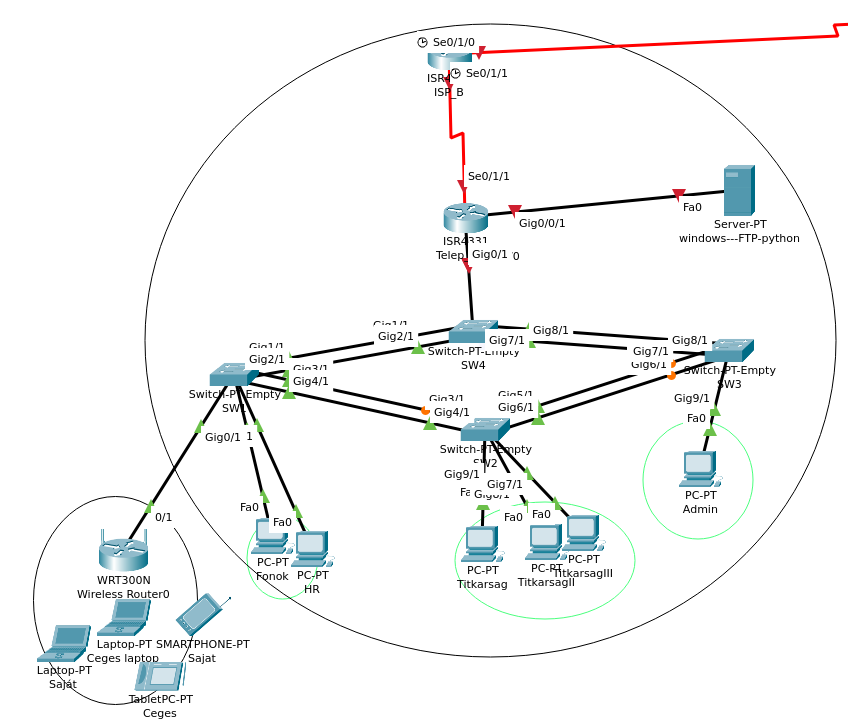 Se0/1/0
Se0/1/1
ISP_B
Se0/1/1
Fa0
Gig0/0/1
Server-PT
windows---FTP-python
ISR4331
Gig0/1
0
Gig1/1
Gig2/1
Gig8/1
Gig7/1
Switch-PT-Empty
SW4
Gig8/1
Gig7/1
Gig6/1
Switch-PT-Empty
SW3
Gig1/1
Gig2/1
Gig3/1
Gig4/1
Switch-PT-Empty
SW1
Gig3/1
Gig4/1
Gig5/1
Gig6/1
Switch-PT-Empty
SW2
Gig9/1
Fa0
Gig0/1
1
Gig9/1
Gig7/1
Gig8/1
PC-PT
Admin
Fa0
Fa0
Fa0
Fa0
0/1
PC-PT
Fonok
PC-PT
HR
PC-PT
Titkarsag
PC-PT
TitkarsagII
PC-PT
TitkarsagIII
WRT300N
Wireless Router0
Laptop-PT
Ceges laptop
SMARTPHONE-PT
Sajat
Laptop-PT
Saját
TabletPC-PT
Ceges